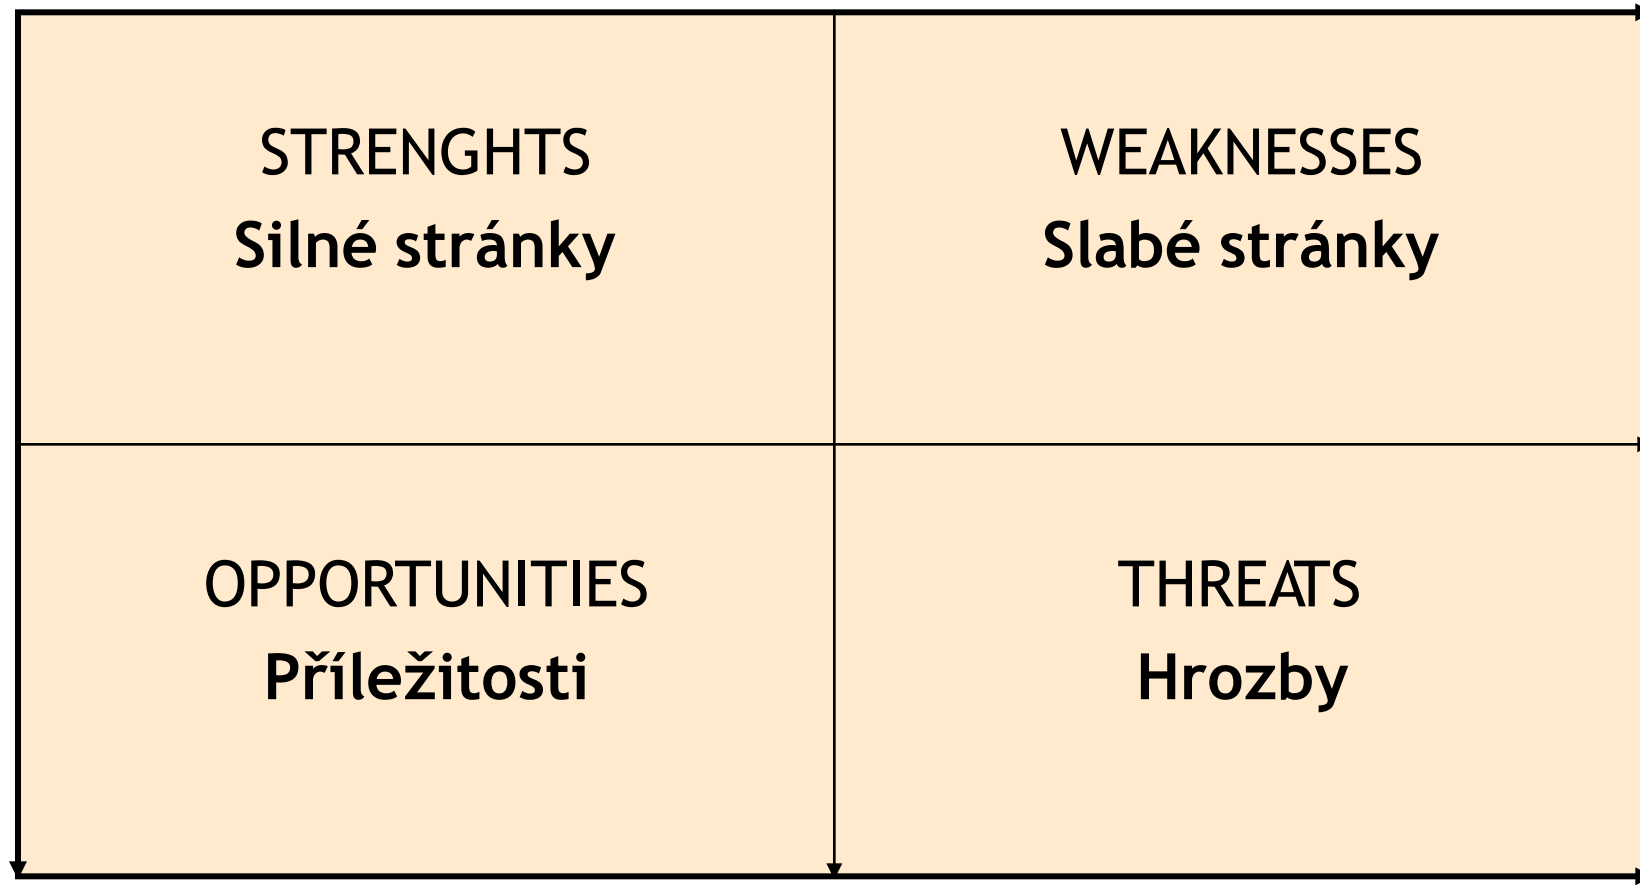 STRENGHTS
Silné stránky
WEAKNESSES
Slabé stránky
OPPORTUNITIES
Příležitosti
THREATS
Hrozby